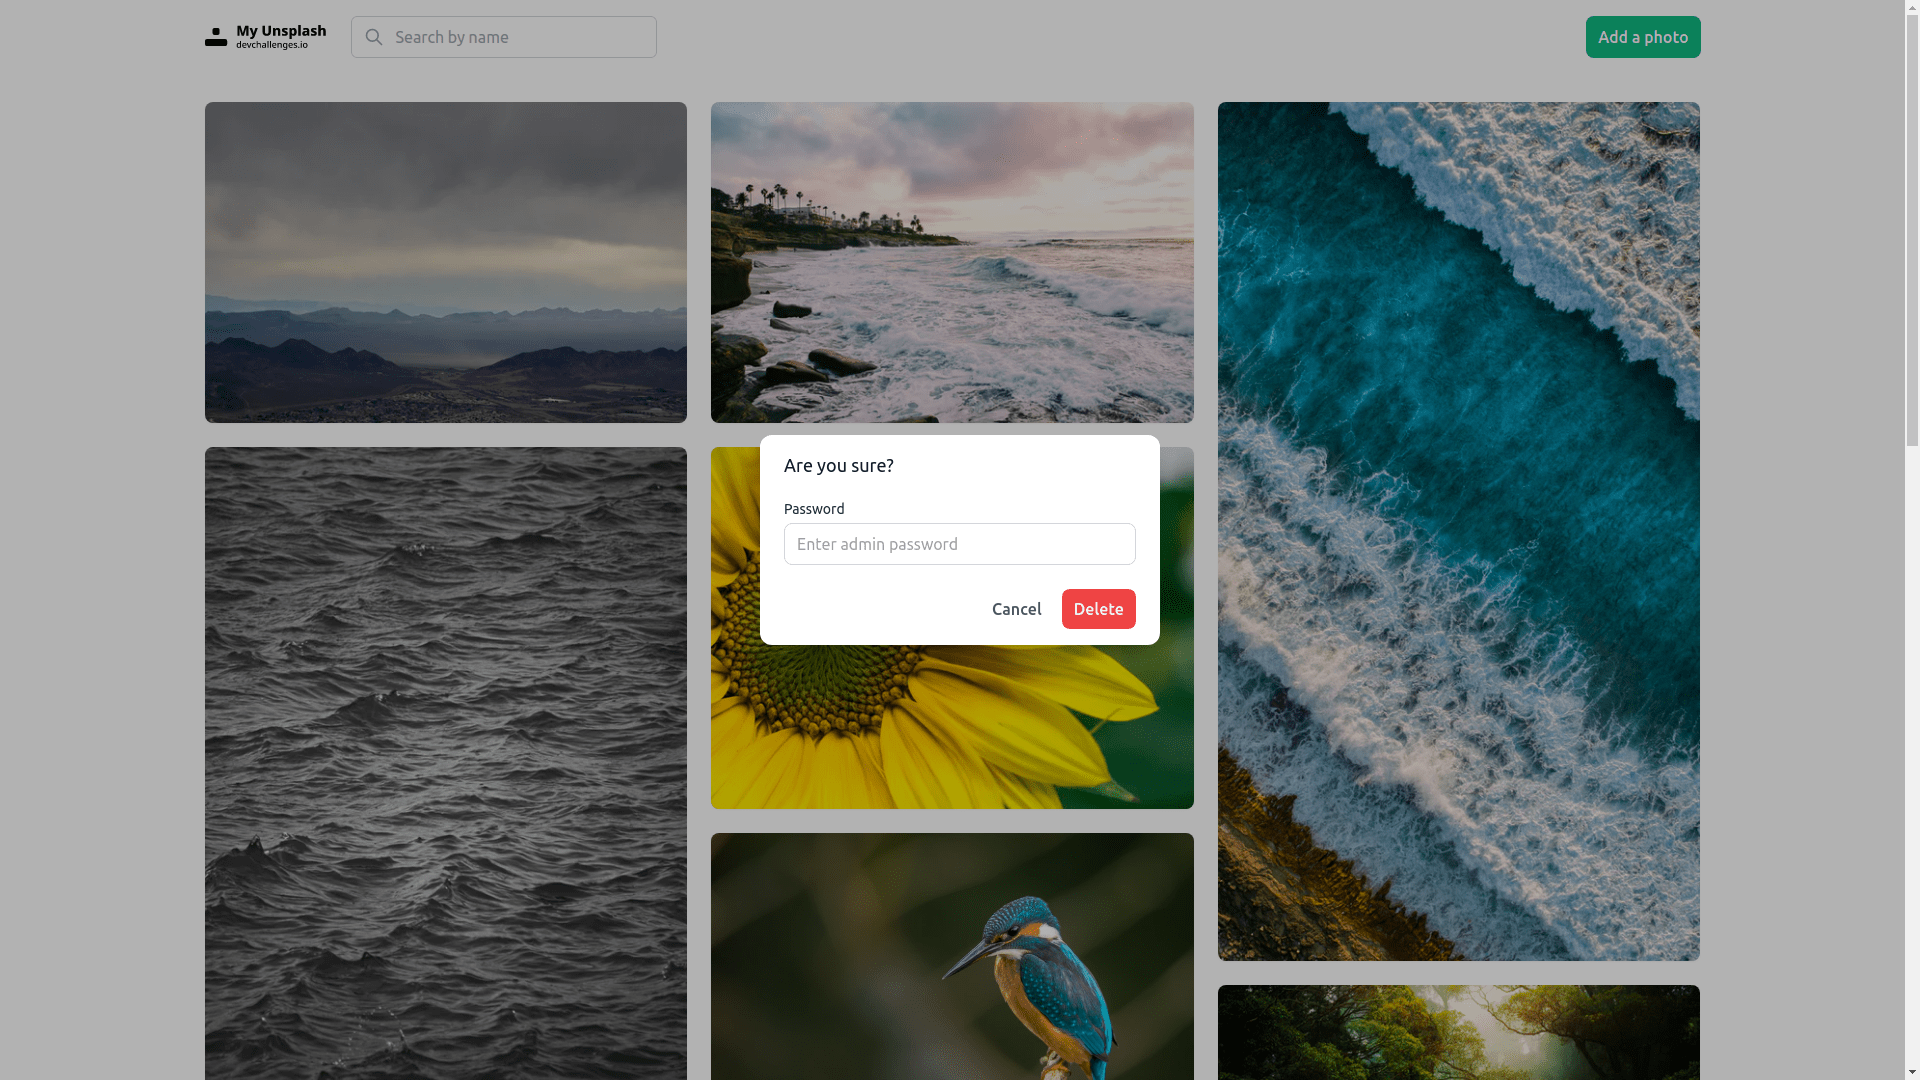 My Unsplash
devchallenges.io
Search by name
Add a photo
Are you sure?
Password
Enter admin password
Cancel
Delete